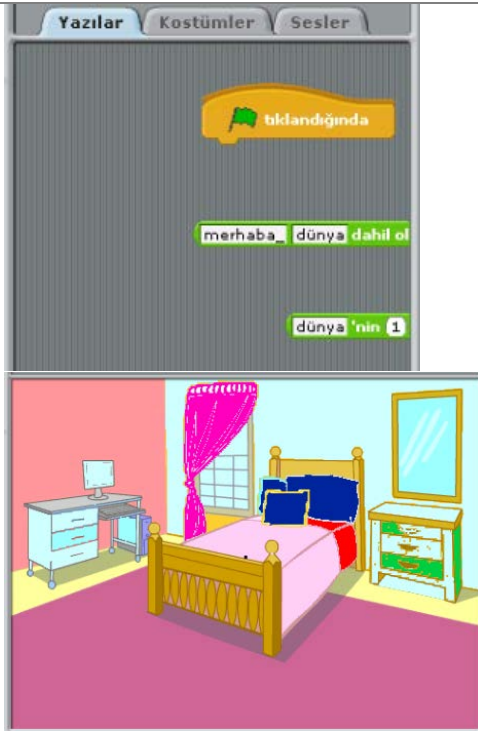 Yazılar Kostümler Sesler
tıklandığında
merhaba_ dünya dahil ol
dünya 'nin 1